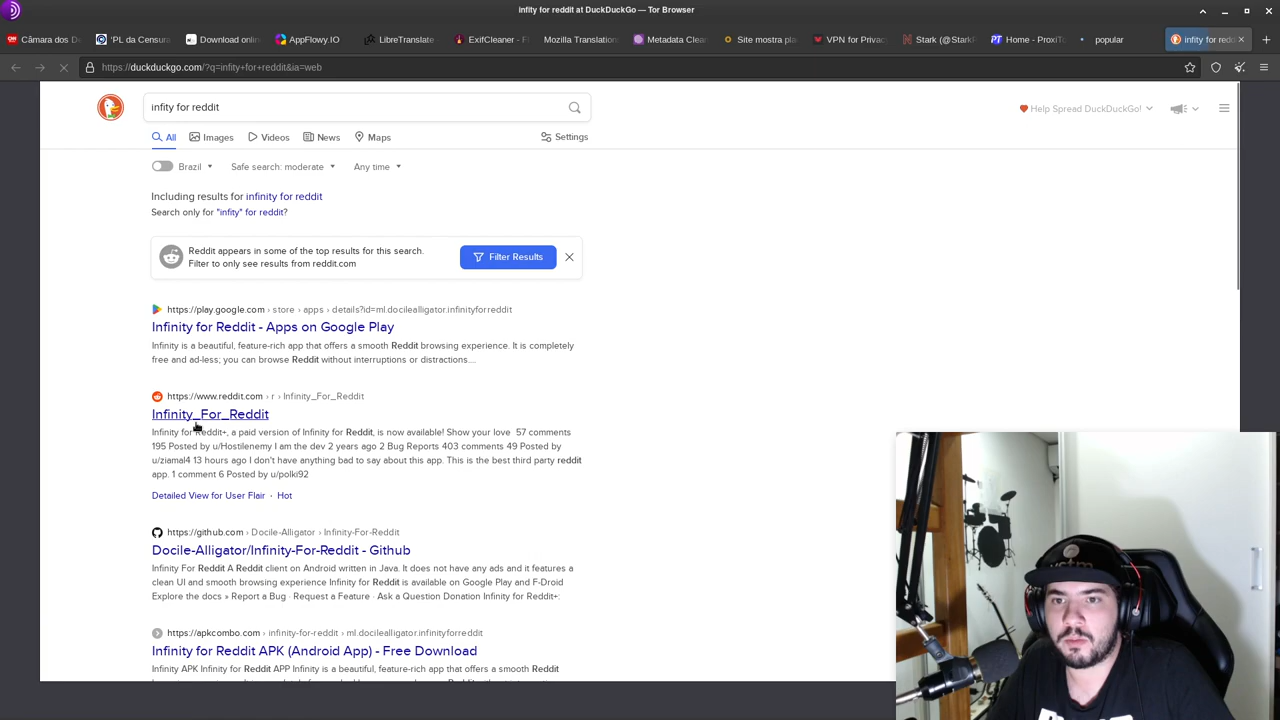 infity for reddit at DuckDuckGo — Tor Browser
Câmara dos D
'PL da Censura
Download onlin
AppFlowy.IO
LibreTranslate -
ExifCleaner - F
Mozilla Translation
Metadata Clea
Site mostra pla
VPN for Privac
Stark (@StarkP
Home - ProxiTo
popular
infity for reddi
https://duckduckgo.com/?q=infity+for+reddit&ia=web
infity for reddit
Help Spread DuckDuckGo!
All Images Videos News Maps Settings
Brazil Safe search: moderate Any time
Including results for infinity for reddit
Search only for "infity" for reddit?
Reddit appears in some of the top results for this search.
Filter to only see results from reddit.com
Filter Results
https://play.google.com › store › apps › details?id=ml.docilealligator.infinityforreddit
Infinity for Reddit - Apps on Google Play
Infinity is a beautiful, feature-rich app that offers a smooth Reddit browsing experience. It is completely
free and ad-less; you can browse Reddit without interruptions or distractions....
https://www.reddit.com › r › Infinity_For_Reddit
Infinity_For_Reddit
Infinity for Reddit+, a paid version of Infinity for Reddit, is now available! Show your love 57 comments
195 Posted by u/Hostilenemy I am the dev 2 years ago 2 Bug Reports 403 comments 49 Posted by
u/ziamal4 13 hours ago I don't have anything bad to say about this app. This is the best third party reddit
app. 1 comment 6 Posted by u/polki92
Detailed View for User Flair · Hot
https://github.com › Docile-Alligator › Infinity-For-Reddit
Docile-Alligator/Infinity-For-Reddit - Github
Infinity For Reddit A Reddit client on Android written in Java. It does not have any ads and it features a
clean UI and smooth browsing experience Infinity for Reddit is available on Google Play and F-Droid
Explore the docs » Report a Bug · Request a Feature · Ask a Question Donation Infinity for Reddit+:
https://apkcombo.com › infinity-for-reddit › ml.docilealligator.infinityforreddit
Infinity for Reddit APK (Android App) - Free Download
Infinity APK Infinity for Reddit APP Infinity is a beautiful, feature-rich app that offers a smooth Reddit